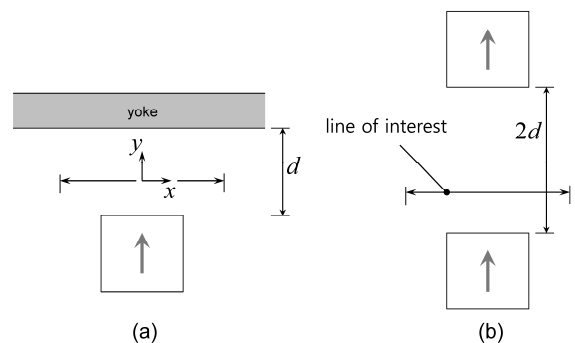 yoke
y
x
d
(a)
line of interest
2d
(b)